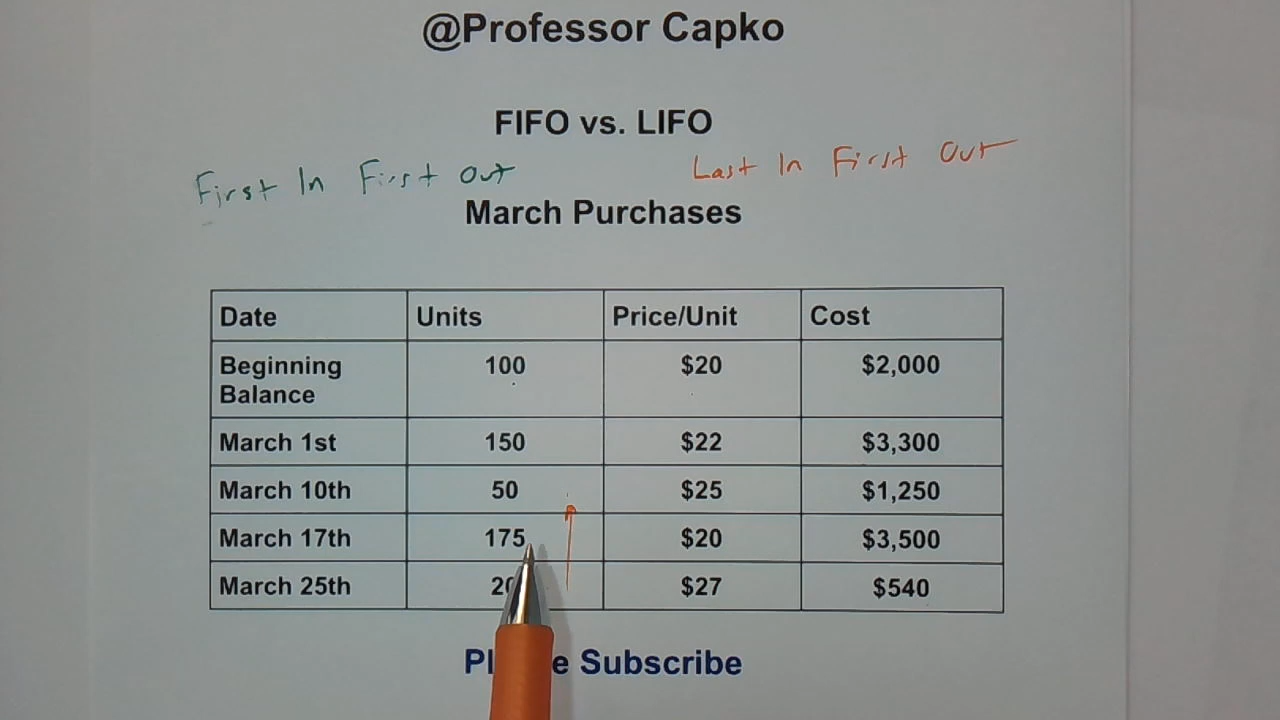 @Professor Capko
FIFO vs. LIFO
First In First Out
Last In First Out
March Purchases
Date Units Price/Unit Cost
Beginning Balance 100 $20 $2,000
March 1st 150 $22 $3,300
March 10th 50 $25 $1,250
March 17th 175 $20 $3,500
March 25th $27 $540
Subscribe